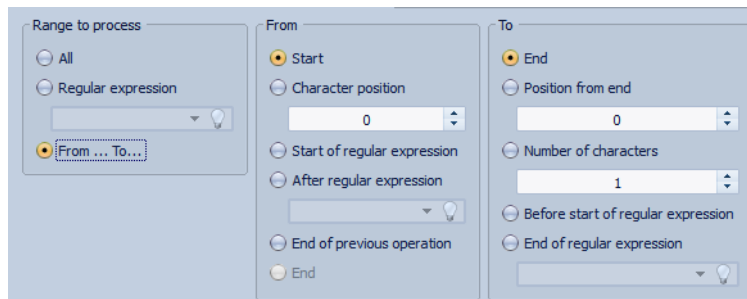 Range to process
All
Regular expression
From ... To...
From
Start
Character position
0
Start of regular expression
After regular expression
End of previous operation
End
To
End
Position from end
0
Number of characters
1
Before start of regular expression
End of regular expression